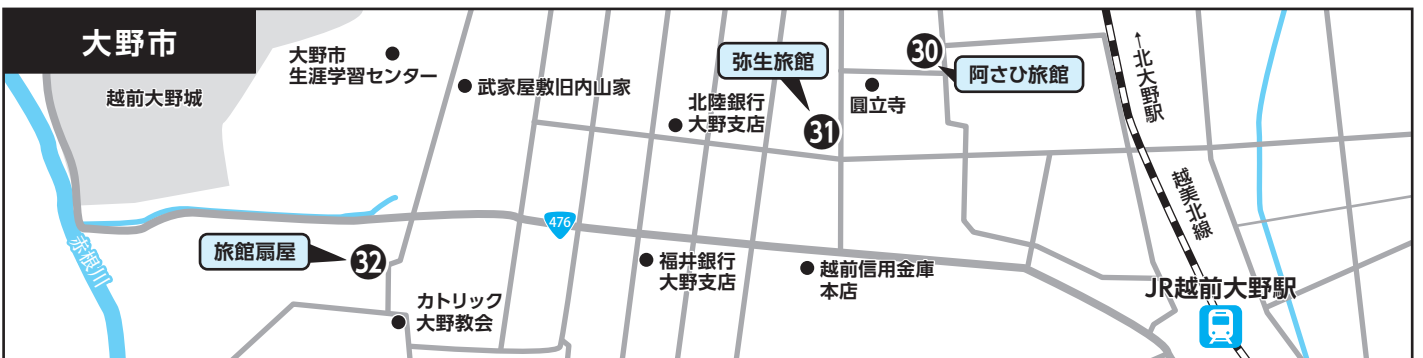 大野市
越前大野城
大野市
生涯学習センター
武家屋敷旧内山家
北陸銀行
大野支店
弥生旅館
31
圓立寺
30
阿さひ旅館
←北大野駅
越美北線
476
赤根川
旅館扇屋
32
カトリック
大野教会
福井銀行
大野支店
越前信用金庫
本店
JR越前大野駅